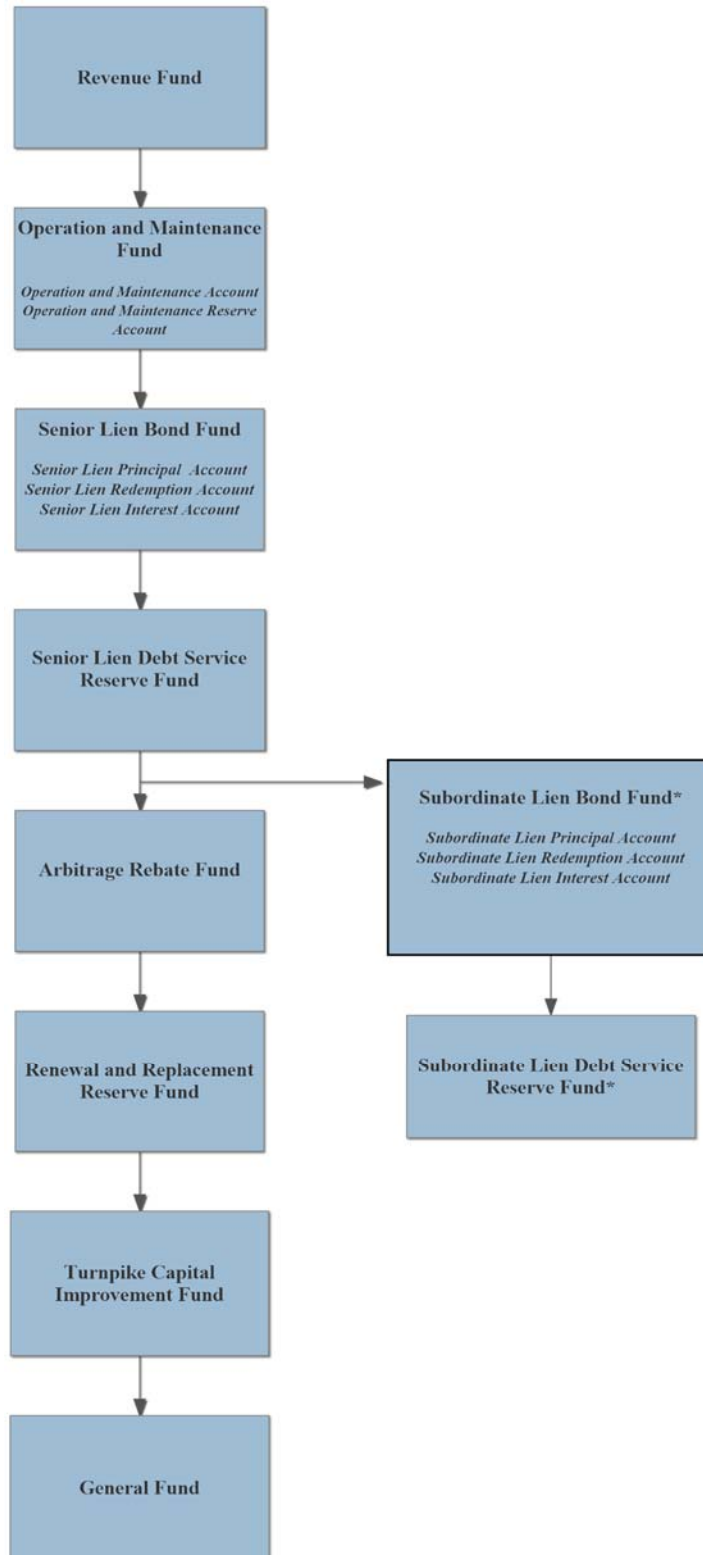 Revenue Fund
Operation and Maintenance
Fund
Operation and Maintenance Account
Operation and Maintenance Reserve
Account
Senior Lien Bond Fund
Senior Lien Principal Account
Senior Lien Redemption Account
Senior Lien Interest Account
Senior Lien Debt Service
Reserve Fund
Subordinate Lien Bond Fund*
Subordinate Lien Principal Account
Subordinate Lien Redemption Account
Subordinate Lien Interest Account
Arbitrage Rebate Fund
Subordinate Lien Debt Service
Reserve Fund*
Renewal and Replacement
Reserve Fund
Turnpike Capital
Improvement Fund
General Fund